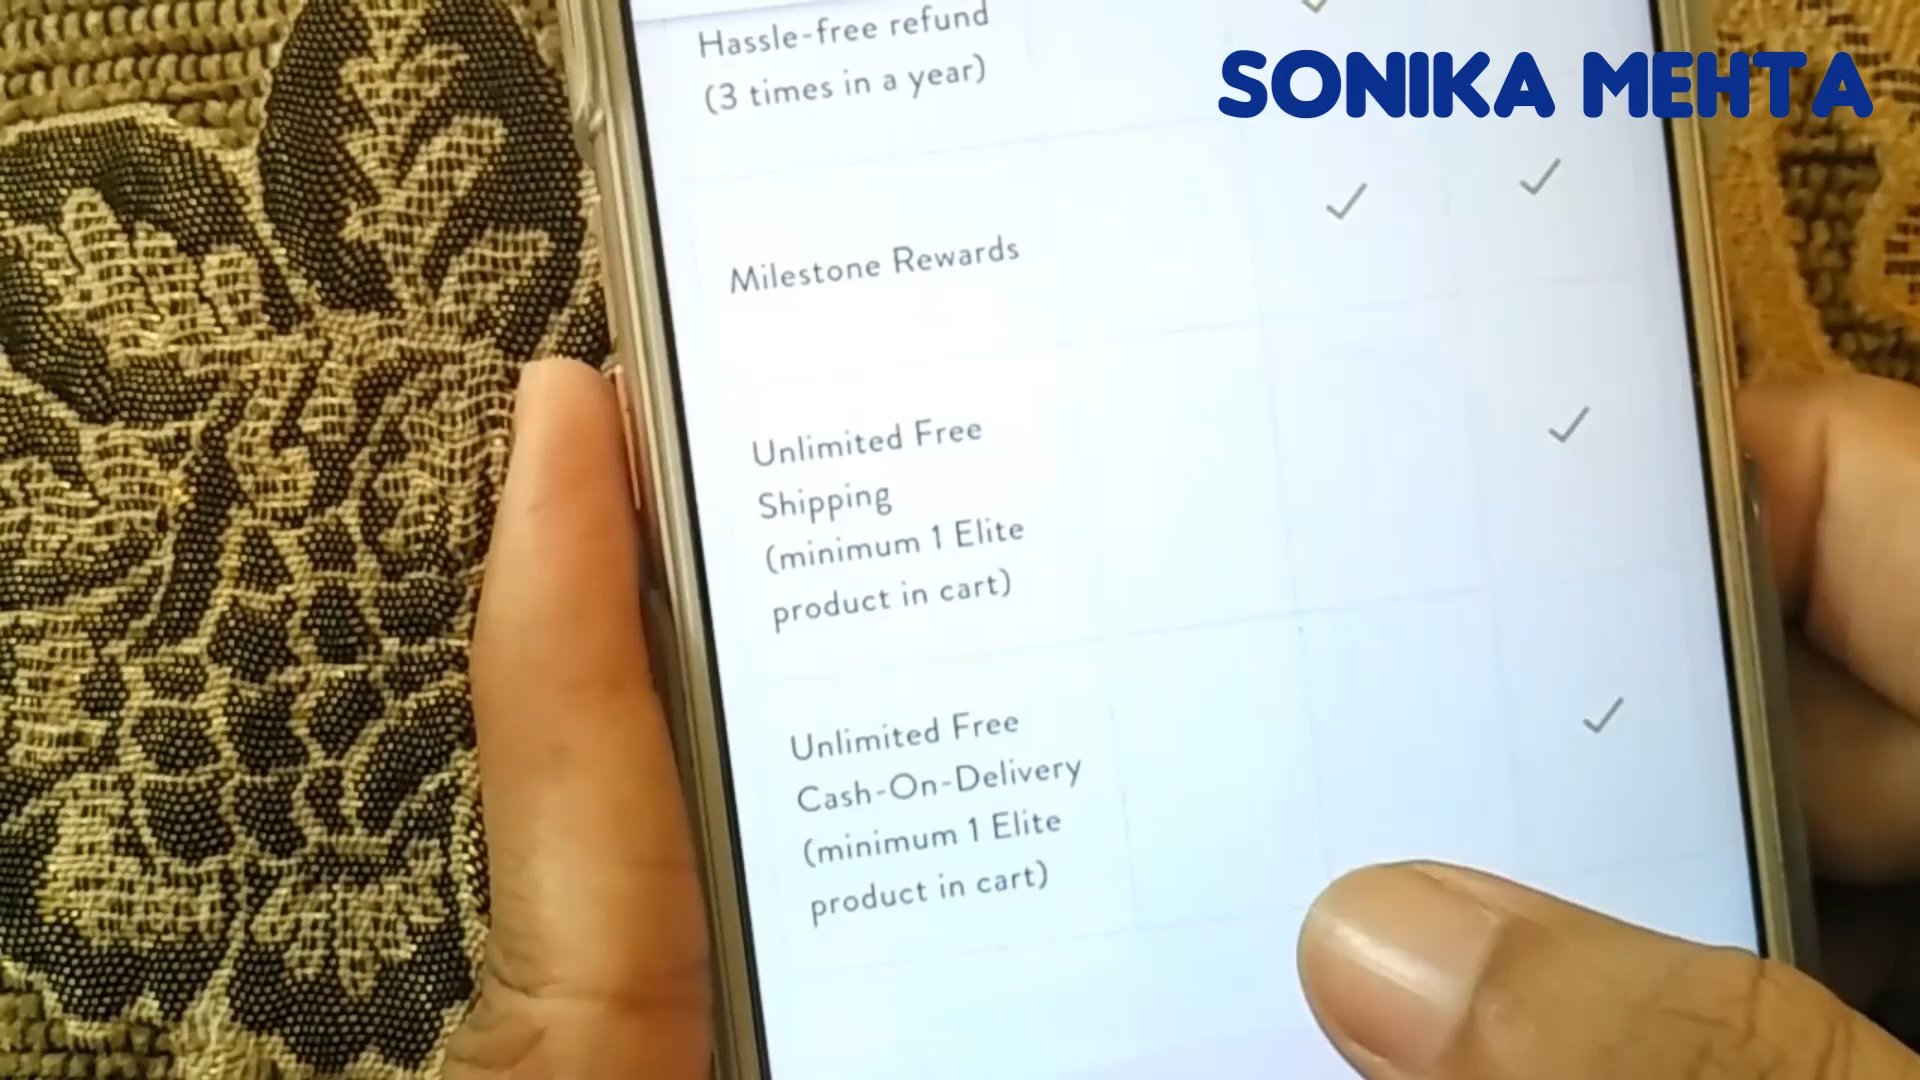 Hassle-free refund
(3 times in a year)
SONIKA MEHTA
Milestone Rewards
Unlimited Free
Shipping
(minimum 1 Elite
product in cart)
Unlimited Free
Cash-On-Delivery
(minimum 1 Elite
product in cart)